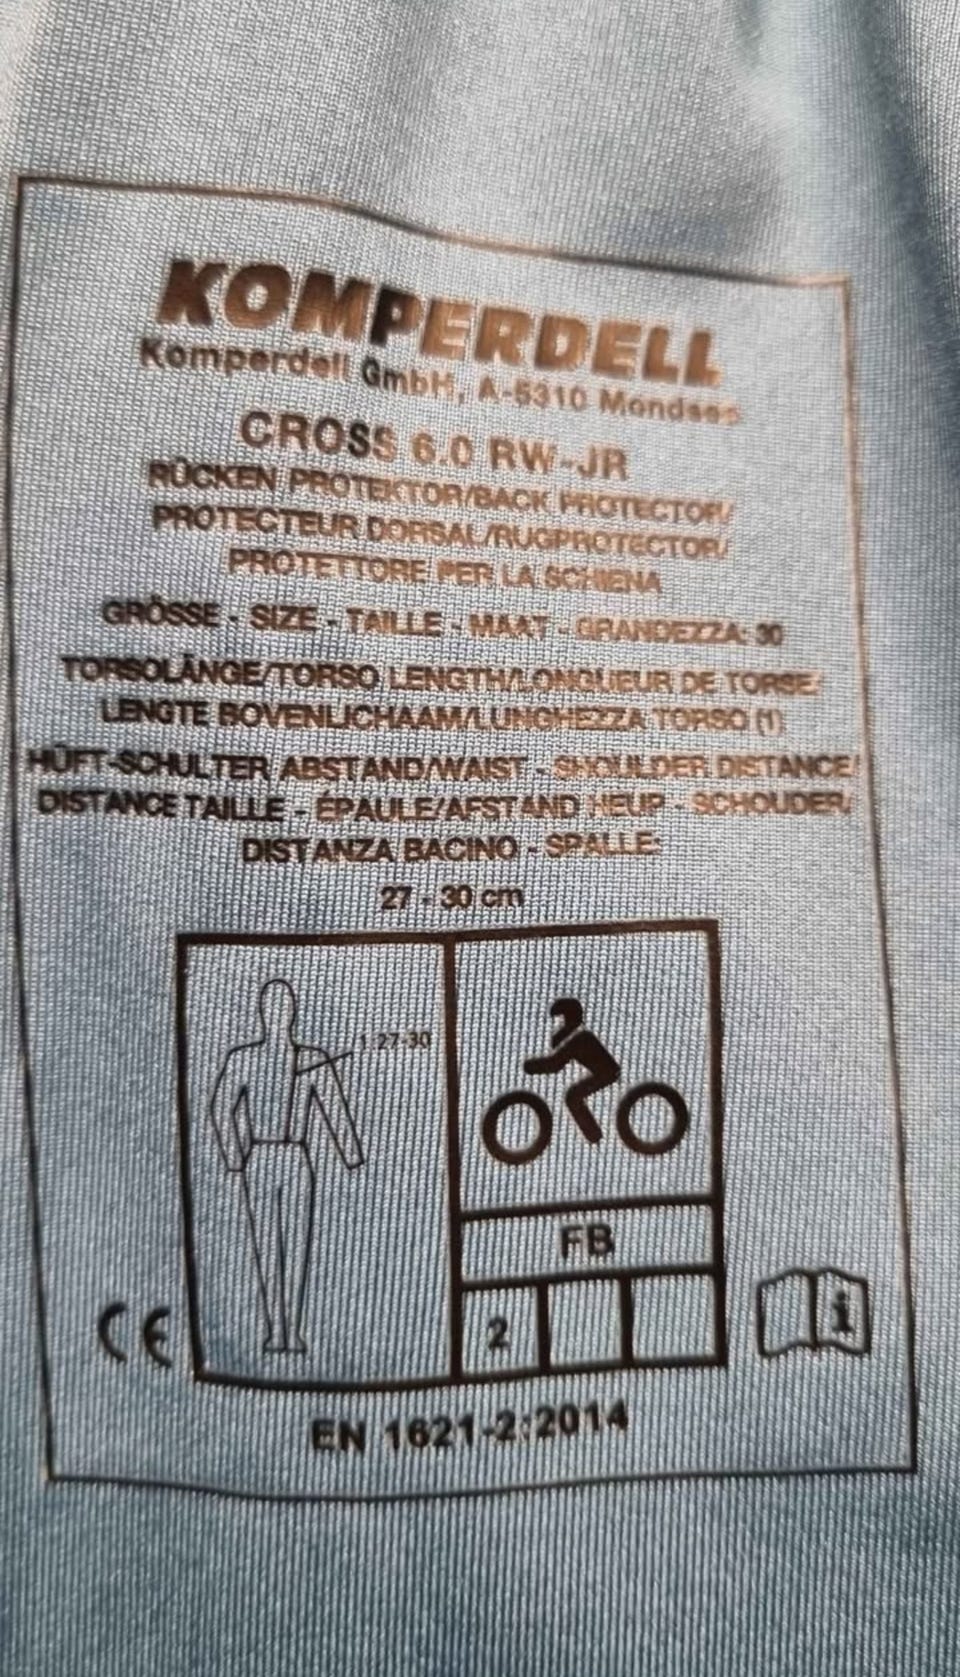 KOMPERDELL
Komperdell GmbH, A-5310 Mondsee
CROSS 6.0 RW-JR
RÜCKEN PROTEKTOR/BACK PROTECTOR/
PROTECTEUR DORSAL/RUGPROTECTOR/
PROTETTORE PER LA SCHIENA
GRÖSSE - SIZE - TAILLE - MAAT - GRANDEZZA: 30
TORSOLÄNGE/TORSO LENGTH/LONGUEUR DE TORSE/
LENGTE BOVENLICHAAM/LUNGHEZZA TORSO (1)
HÜFT-SCHULTER ABSTAND/WAIST - SHOULDER DISTANCE/
DISTANCE TAILLE - ÉPAULE/AFSTAND HEUP - SCHOUDER/
DISTANZA BACINO - SPALLE:
27 - 30 cm
1:27-30
FB
2
i
CE
EN 1621-2:2014